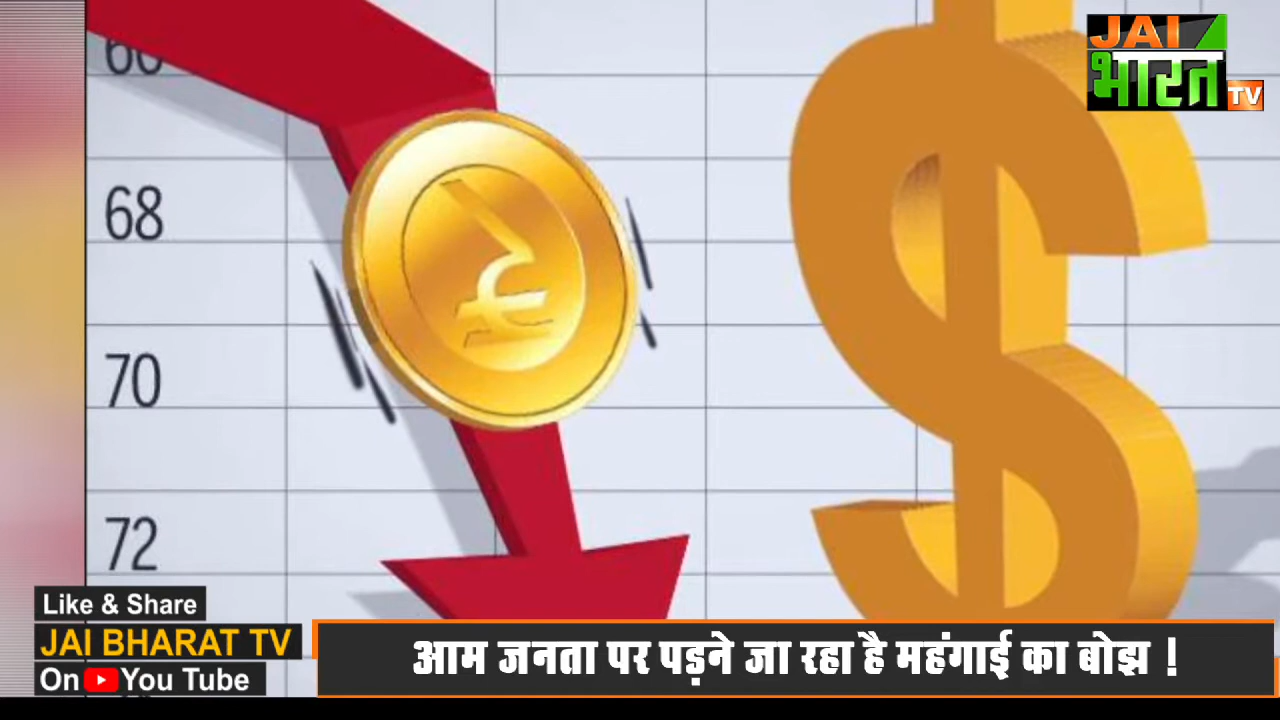 JAI
भारत
TV
66
68
70
72
Like & Share
JAI BHARAT TV
On You Tube
आम जनता पर पड़ने जा रहा है महंगाई का बोझ !